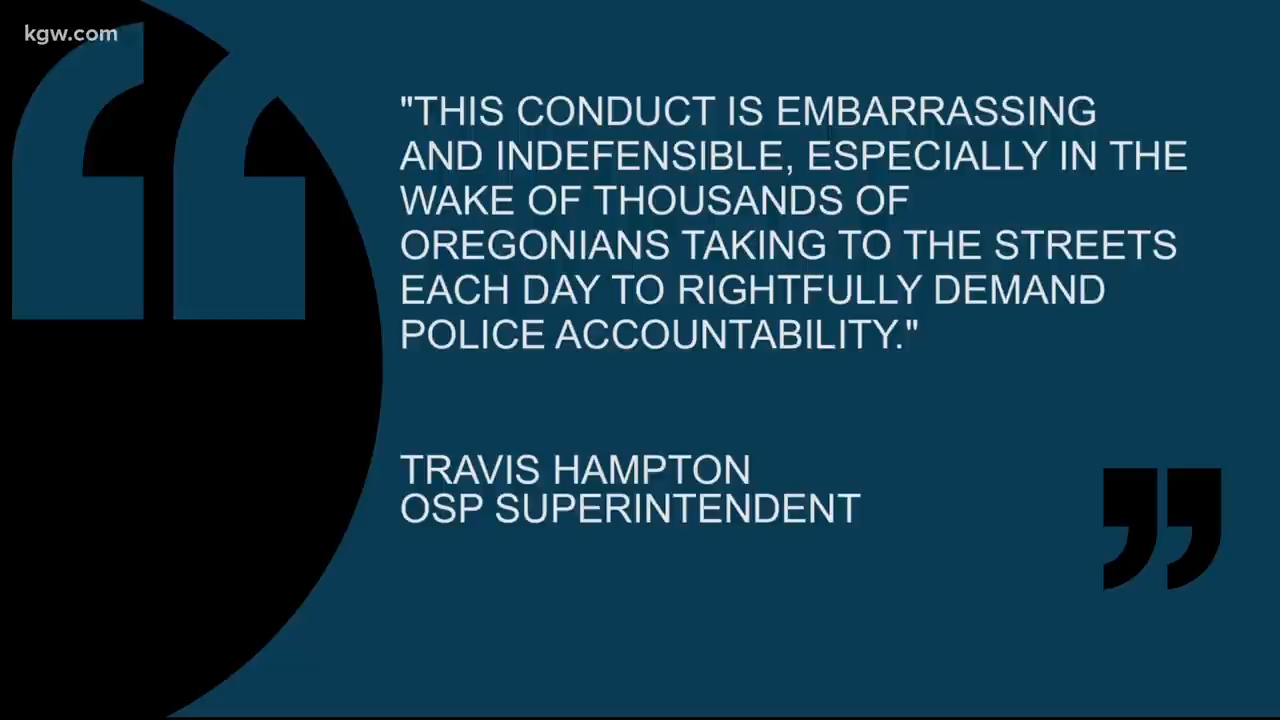 kgw.com
"THIS CONDUCT IS EMBARRASSING
AND INDEFENSIBLE, ESPECIALLY IN THE
WAKE OF THOUSANDS OF
OREGONIANS TAKING TO THE STREETS
EACH DAY TO RIGHTFULLY DEMAND
POLICE ACCOUNTABILITY."
TRAVIS HAMPTON
OSP SUPERINTENDENT